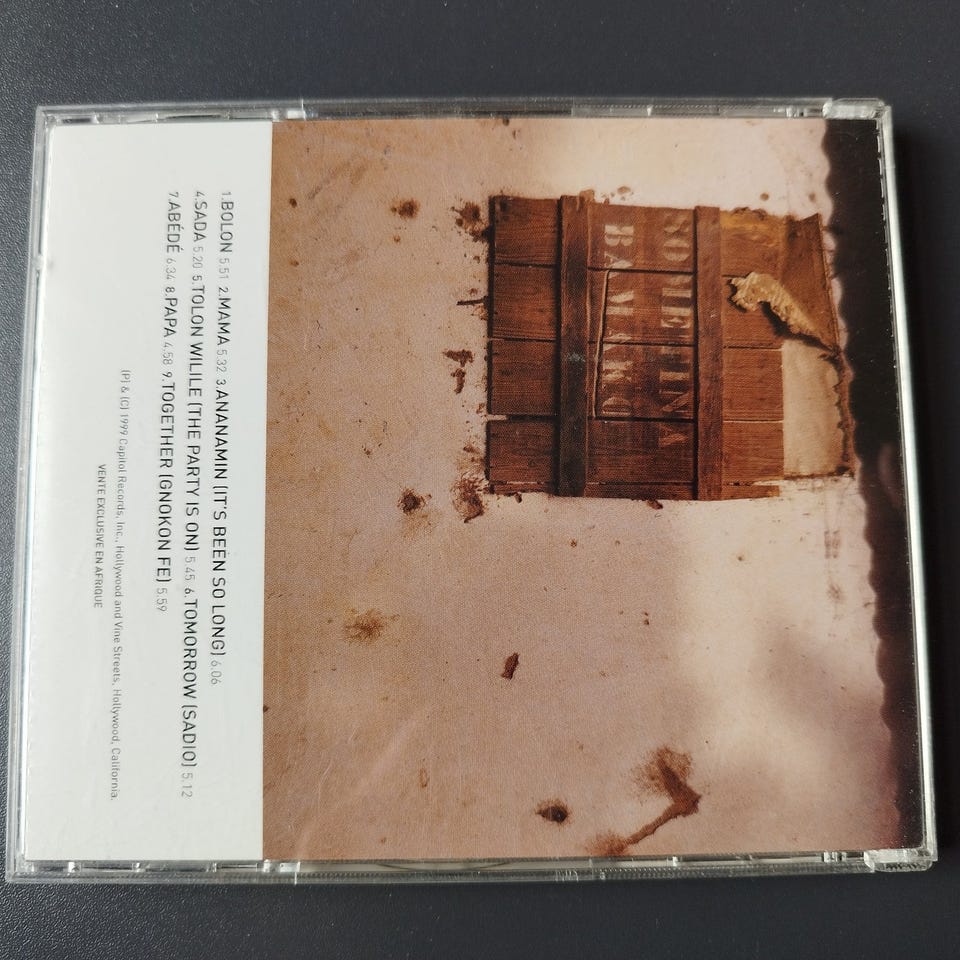 1.BOLON 5.51 2.MAMA 5.32 3.ANANAMIN (IT'S BEEN SO LONG) 6.06
4.SADA 5.20 5.TOLON WILILE (THE PARTY IS ON) 5.45 6.TOMORROW (SADIO) 5.12
7.ABÉDÉ 6.34 8.PAPA 4.58 9.TOGETHER (GNOKON FE) 5.59
(P) & (C) 1999 Capitol Records, Inc., Hollywood and Vine Streets, Hollywood, California.
VENTE EXCLUSIVE EN AFRIQUE
SOMETINA
BAMAKO